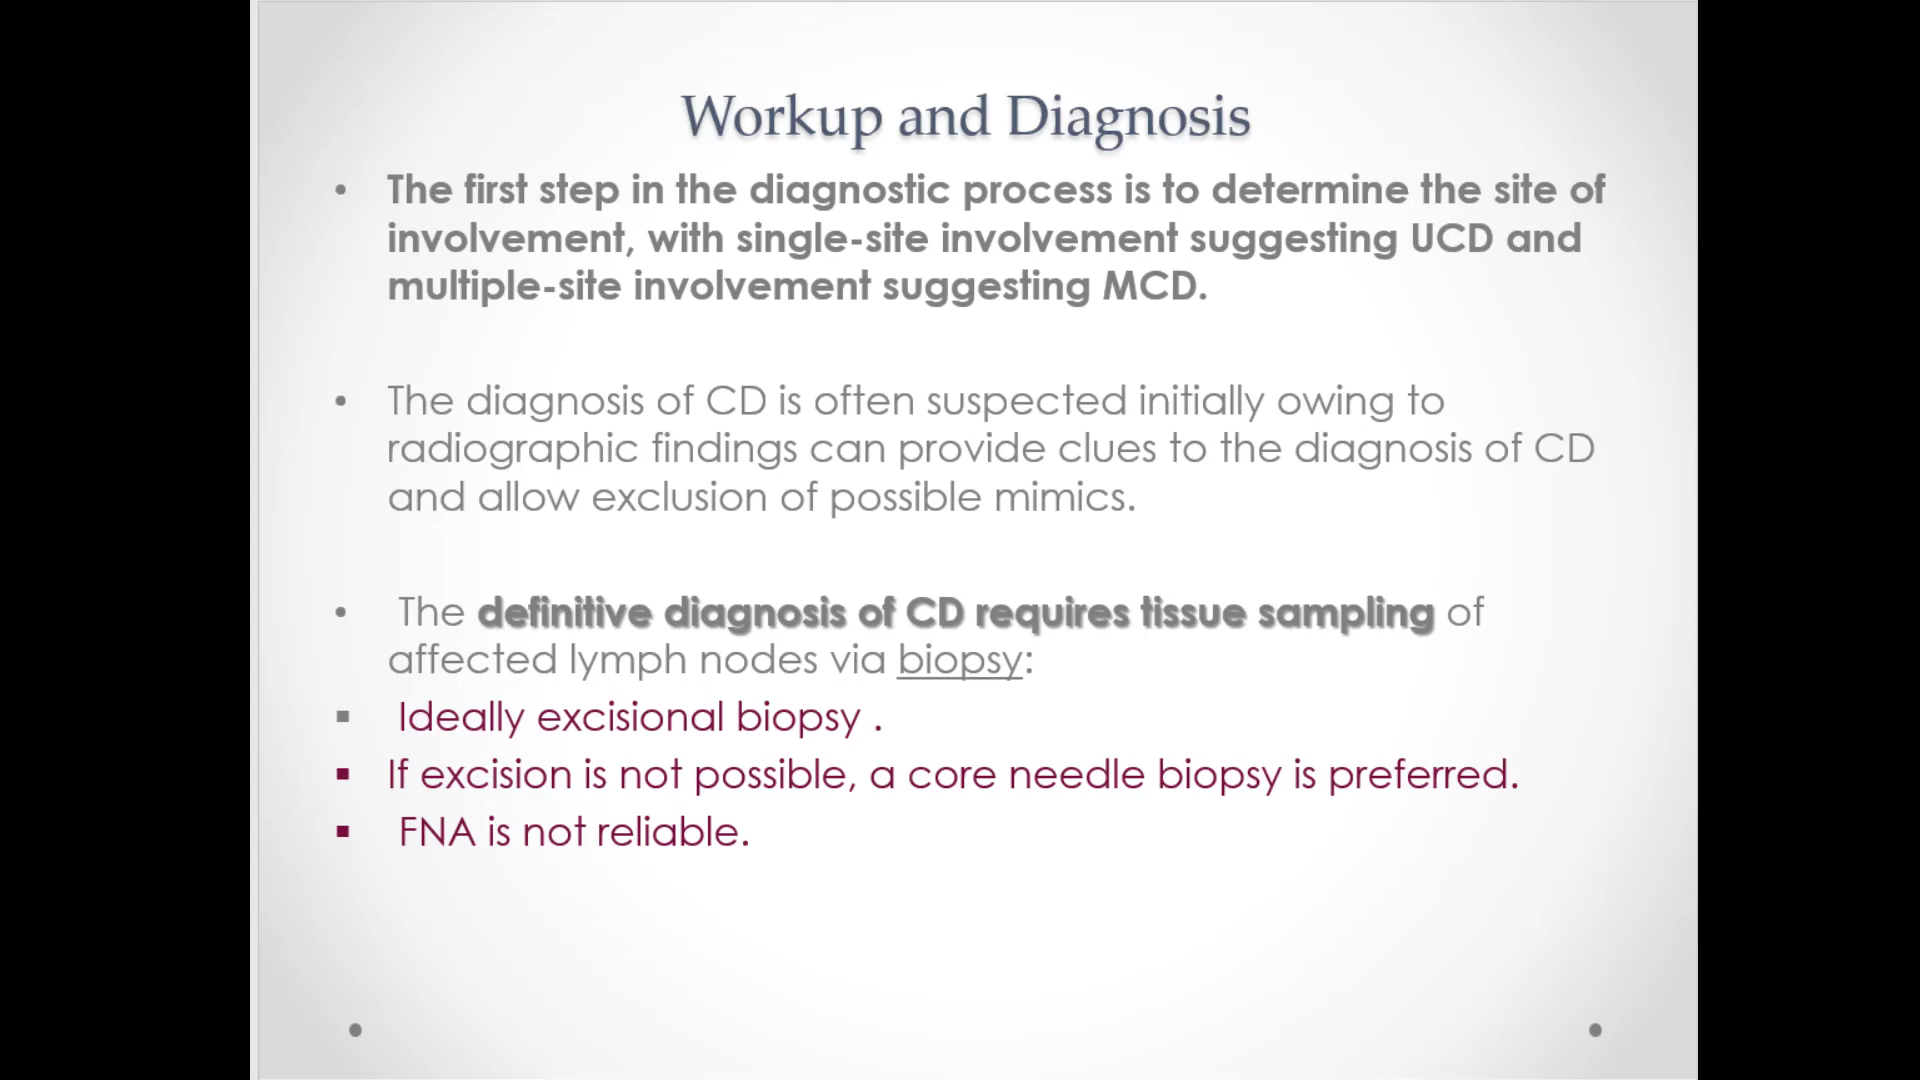 Workup and Diagnosis
• The first step in the diagnostic process is to determine the site of
involvement, with single-site involvement suggesting UCD and
multiple-site involvement suggesting MCD.
• The diagnosis of CD is often suspected initially owing to
radiographic findings can provide clues to the diagnosis of CD
and allow exclusion of possible mimics.
• The definitive diagnosis of CD requires tissue sampling of
affected lymph nodes via biopsy:
▪ Ideally excisional biopsy .
▪ If excision is not possible, a core needle biopsy is preferred.
▪ FNA is not reliable.